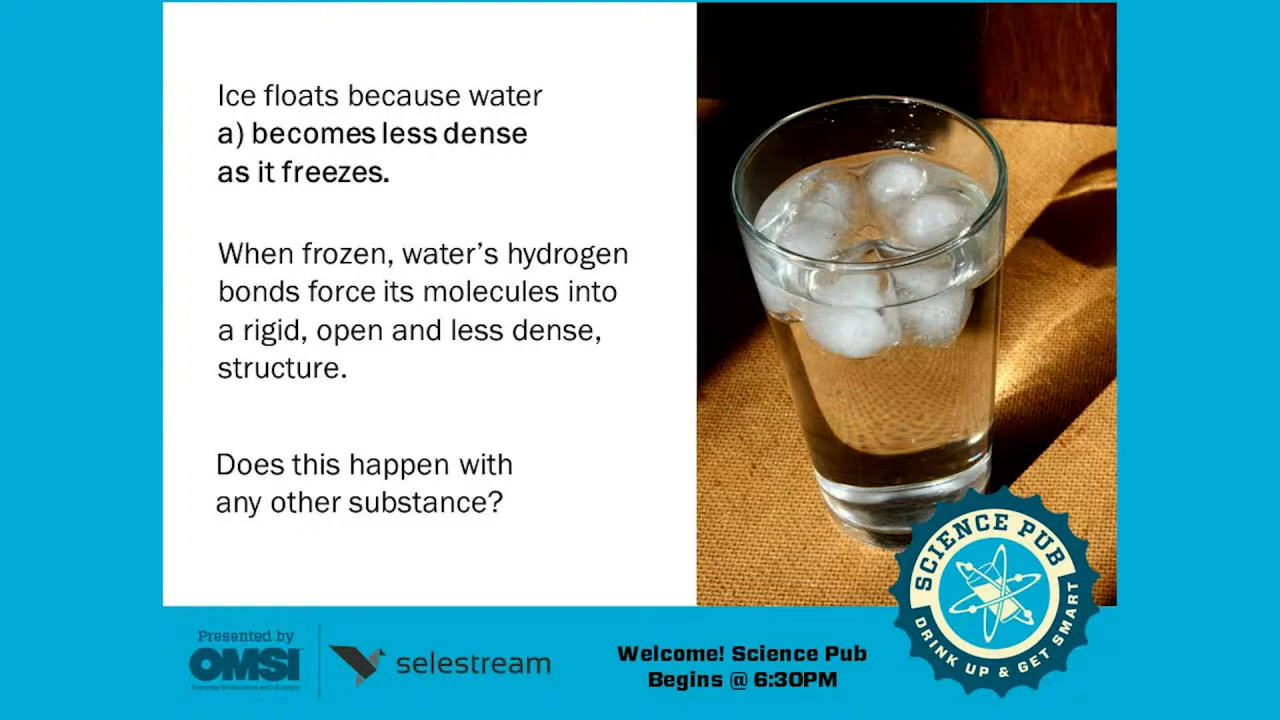 Ice floats because water
a) becomes less dense
as it freezes.
When frozen, water's hydrogen
bonds force its molecules into
a rigid, open and less dense,
structure.
Does this happen with
any other substance?
SCIENCE PUB
DRINK UP & GET SMART
Presented by
OMSI
selestream
Welcome! Science Pub
Begins @ 6:30PM